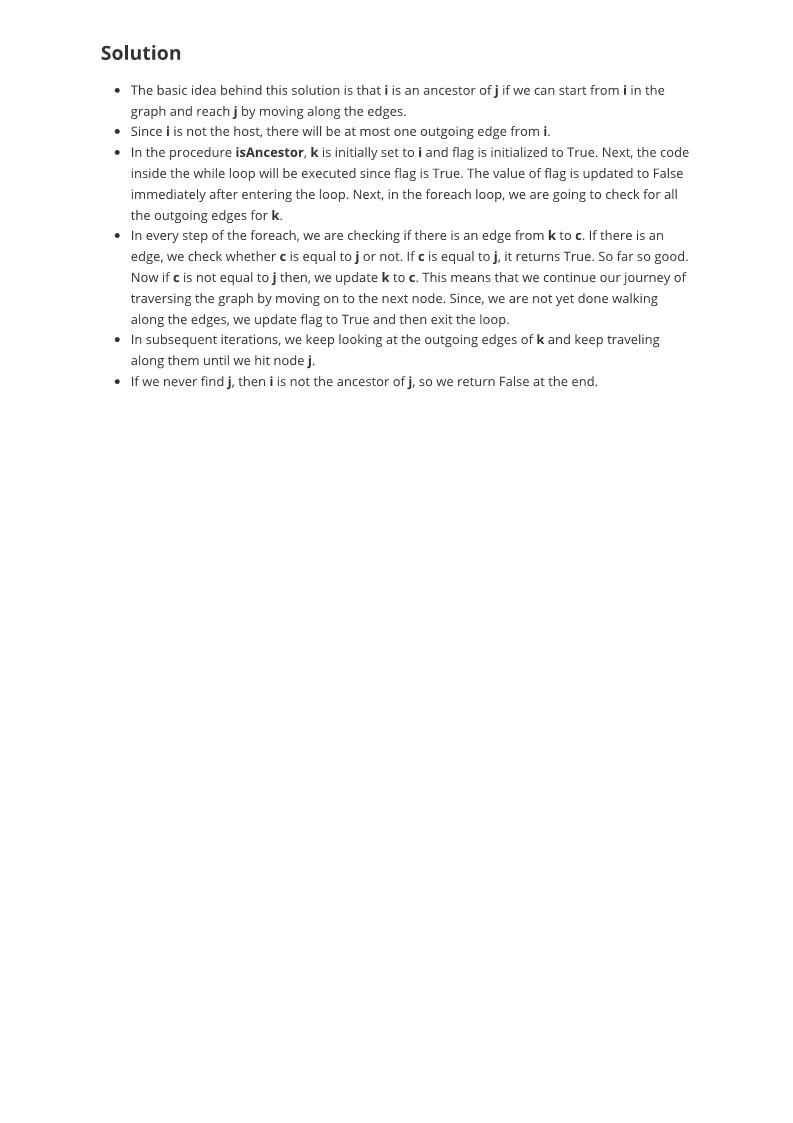 Solution
• The basic idea behind this solution is that i is an ancestor of j if we can start from i in the
graph and reach j by moving along the edges.
• Since i is not the host, there will be at most one outgoing edge from i.
• In the procedure isAncestor, k is initially set to i and flag is initialized to True. Next, the code
inside the while loop will be executed since flag is True. The value of flag is updated to False
immediately after entering the loop. Next, in the foreach loop, we are going to check for all
the outgoing edges for k.
• In every step of the foreach, we are checking if there is an edge from k to c. If there is an
edge, we check whether c is equal to j or not. If c is equal to j, it returns True. So far so good.
Now if c is not equal to j then, we update k to c. This means that we continue our journey of
traversing the graph by moving on to the next node. Since, we are not yet done walking
along the edges, we update flag to True and then exit the loop.
• In subsequent iterations, we keep looking at the outgoing edges of k and keep traveling
along them until we hit node j.
• If we never find j, then i is not the ancestor of j, so we return False at the end.